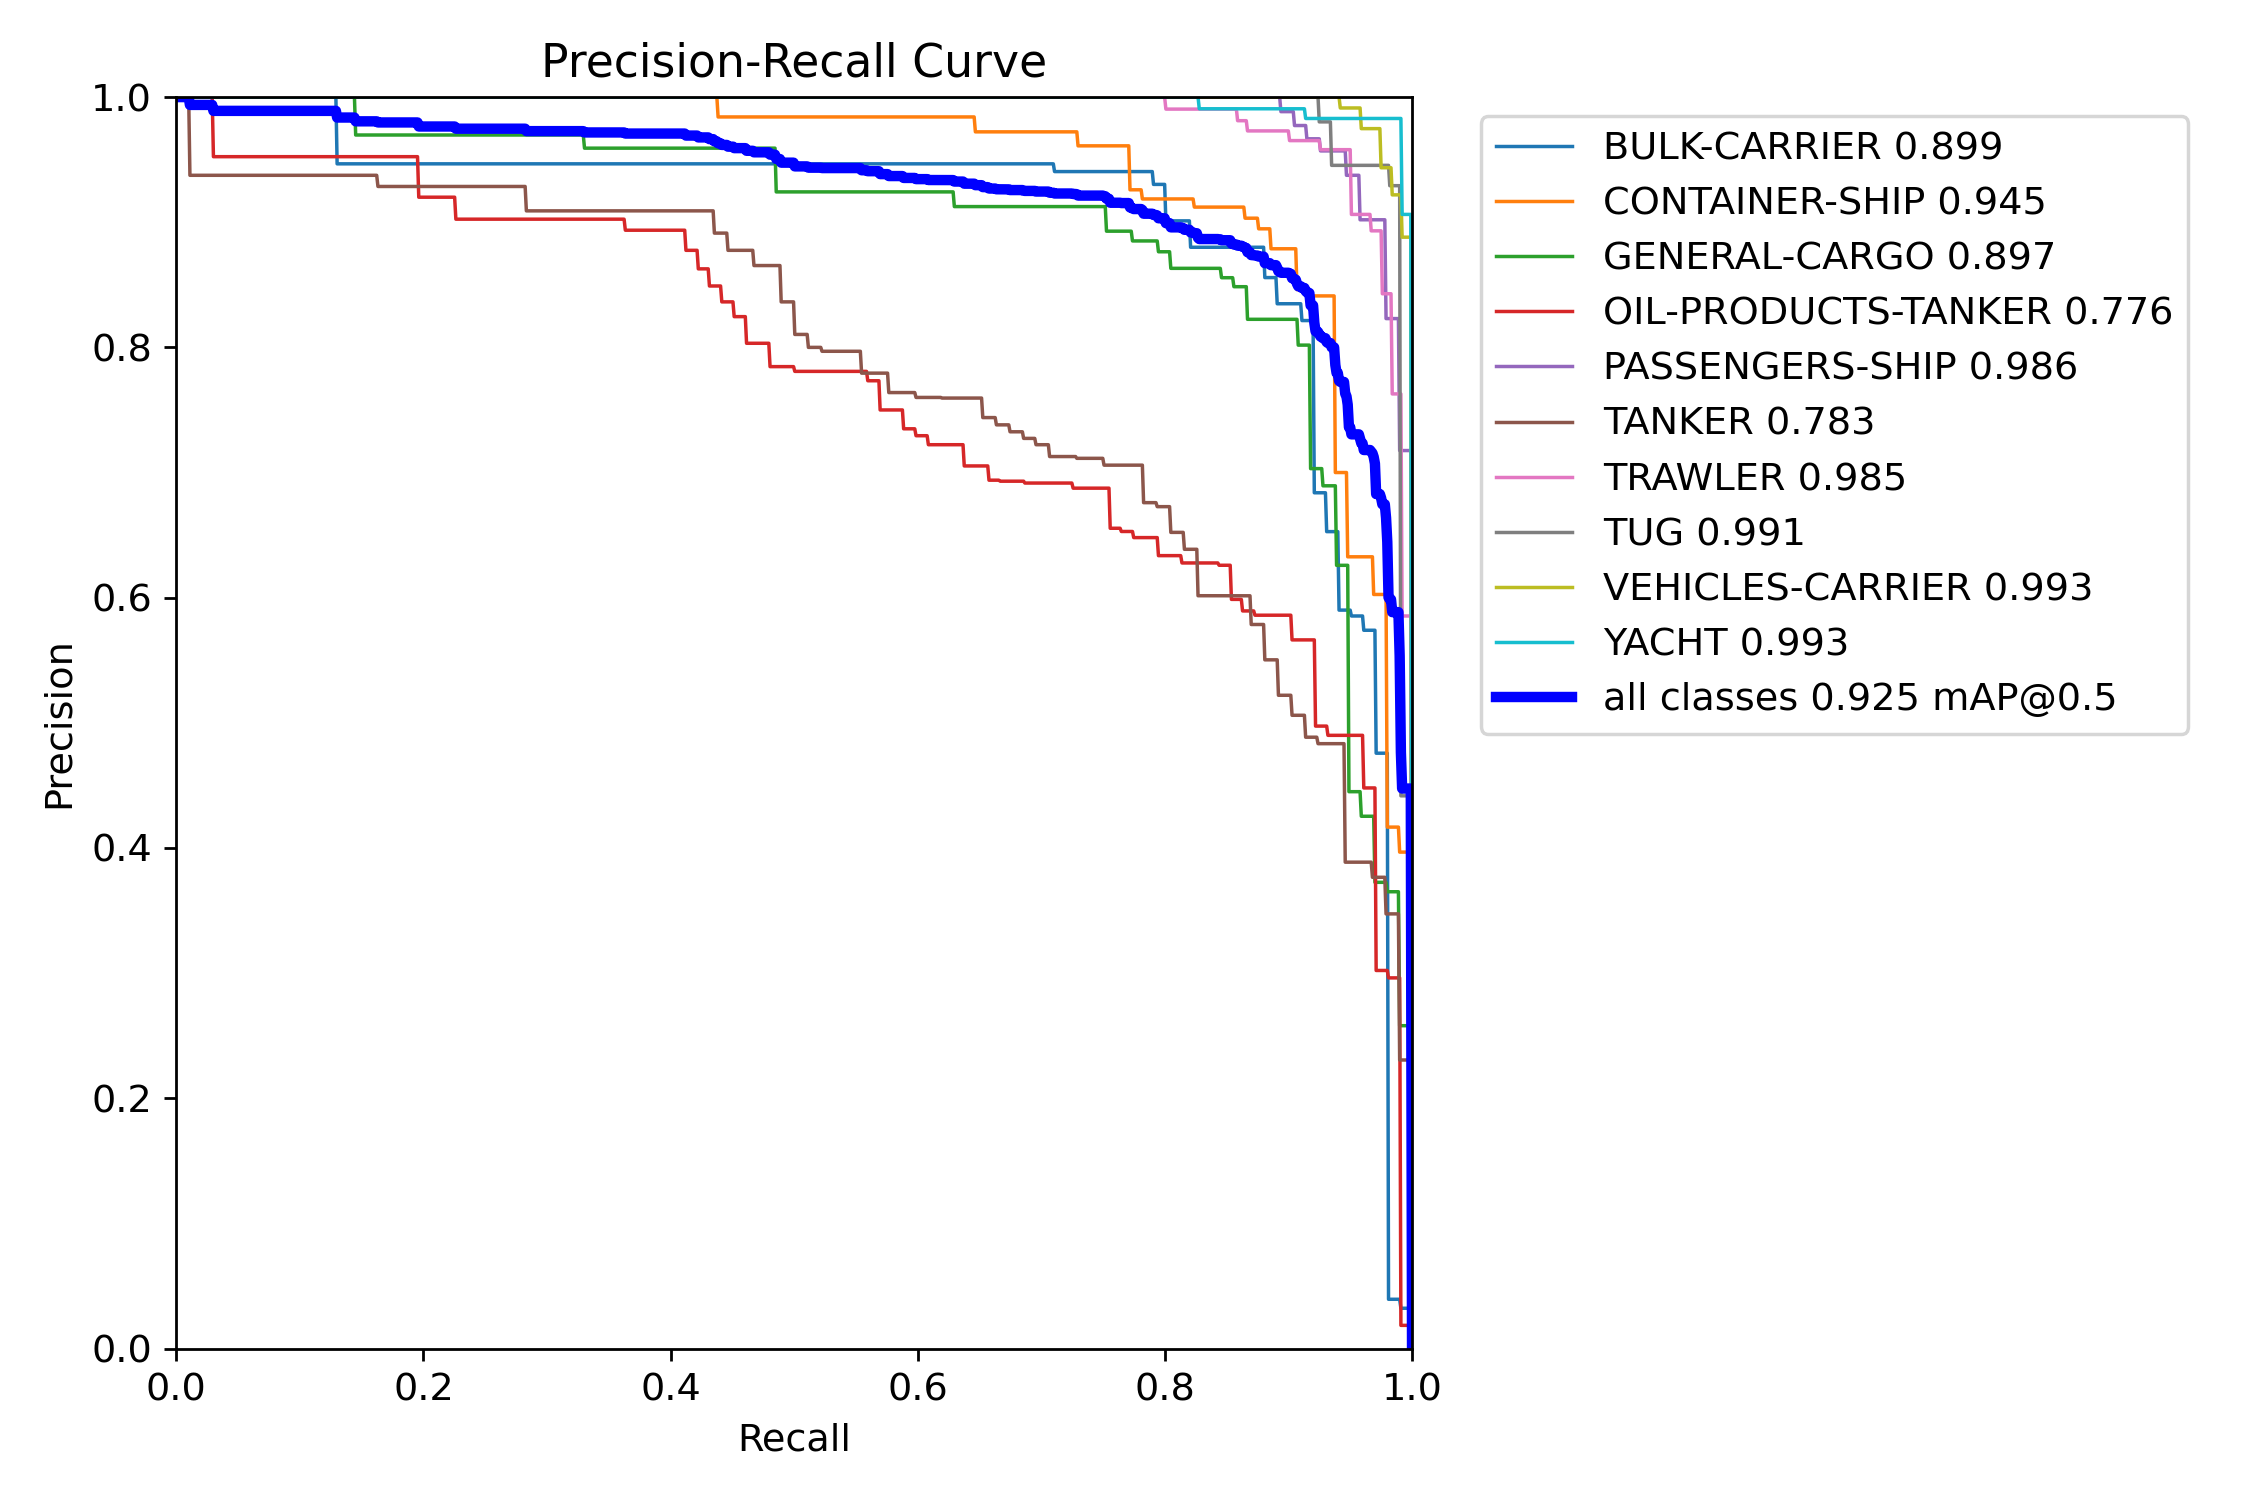 Precision-Recall Curve
1.0
0.8
0.6
0.4
0.2
0.0
Precision
0.0 0.2 0.4 0.6 0.8 1.0
Recall
BULK-CARRIER 0.899
CONTAINER-SHIP 0.945
GENERAL-CARGO 0.897
OIL-PRODUCTS-TANKER 0.776
PASSENGERS-SHIP 0.986
TANKER 0.783
TRAWLER 0.985
TUG 0.991
VEHICLES-CARRIER 0.993
YACHT 0.993
all classes 0.925 mAP@0.5